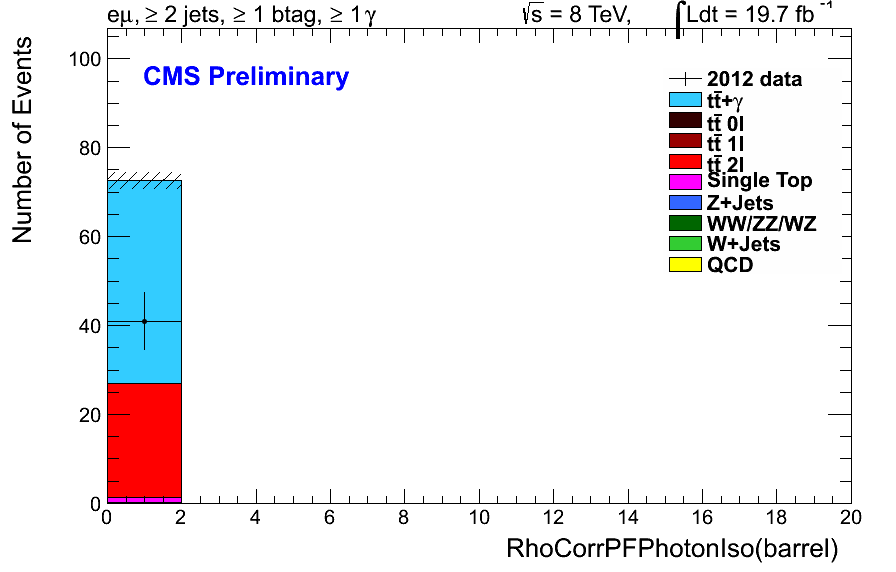 eμ, ≥ 2 jets, ≥ 1 btag, ≥ 1 γ
√s = 8 TeV, ∫Ldt = 19.7 fb⁻¹
Number of Events
CMS Preliminary
2012 data
tt̄+γ
tt̄ 0l
tt̄ 1l
tt̄ 2l
Single Top
Z+Jets
WW/ZZ/WZ
W+Jets
QCD
100
80
60
40
20
0
0 2 4 6 8 10 12 14 16 18 20
RhoCorrPFPhotonIso(barrel)